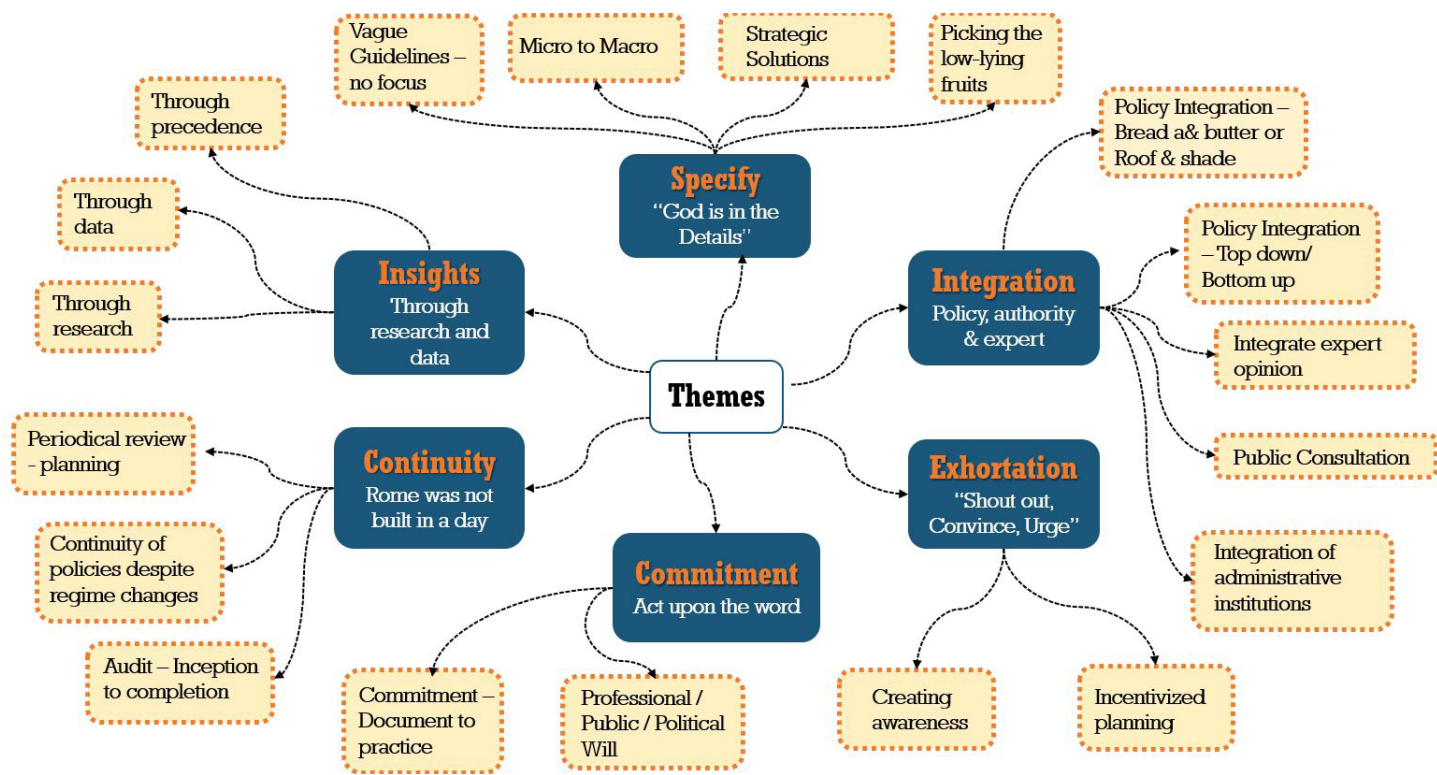 Vague
Guidelines –
no focus
Micro to Macro
Strategic
Solutions
Picking the
low-lying
fruits
Through
precedence
Through
data
Through
research
Policy Integration –
Bread a& butter or
Roof & shade
Policy Integration
– Top down/
Bottom up
Integrate expert
opinion
Public Consultation
Integration of
administrative
institutions
Specify
“God is in the
Details”
Insights
Through
research and
data
Integration
Policy, authority
& expert
Themes
Continuity
Rome was not
built in a day
Exhortation
“Shout out,
Convince, Urge”
Commitment
Act upon the word
Periodical review
- planning
Continuity of
policies despite
regime changes
Audit – Inception
to completion
Commitment –
Document to
practice
Professional /
Public / Political
Will
Creating
awareness
Incentivized
planning